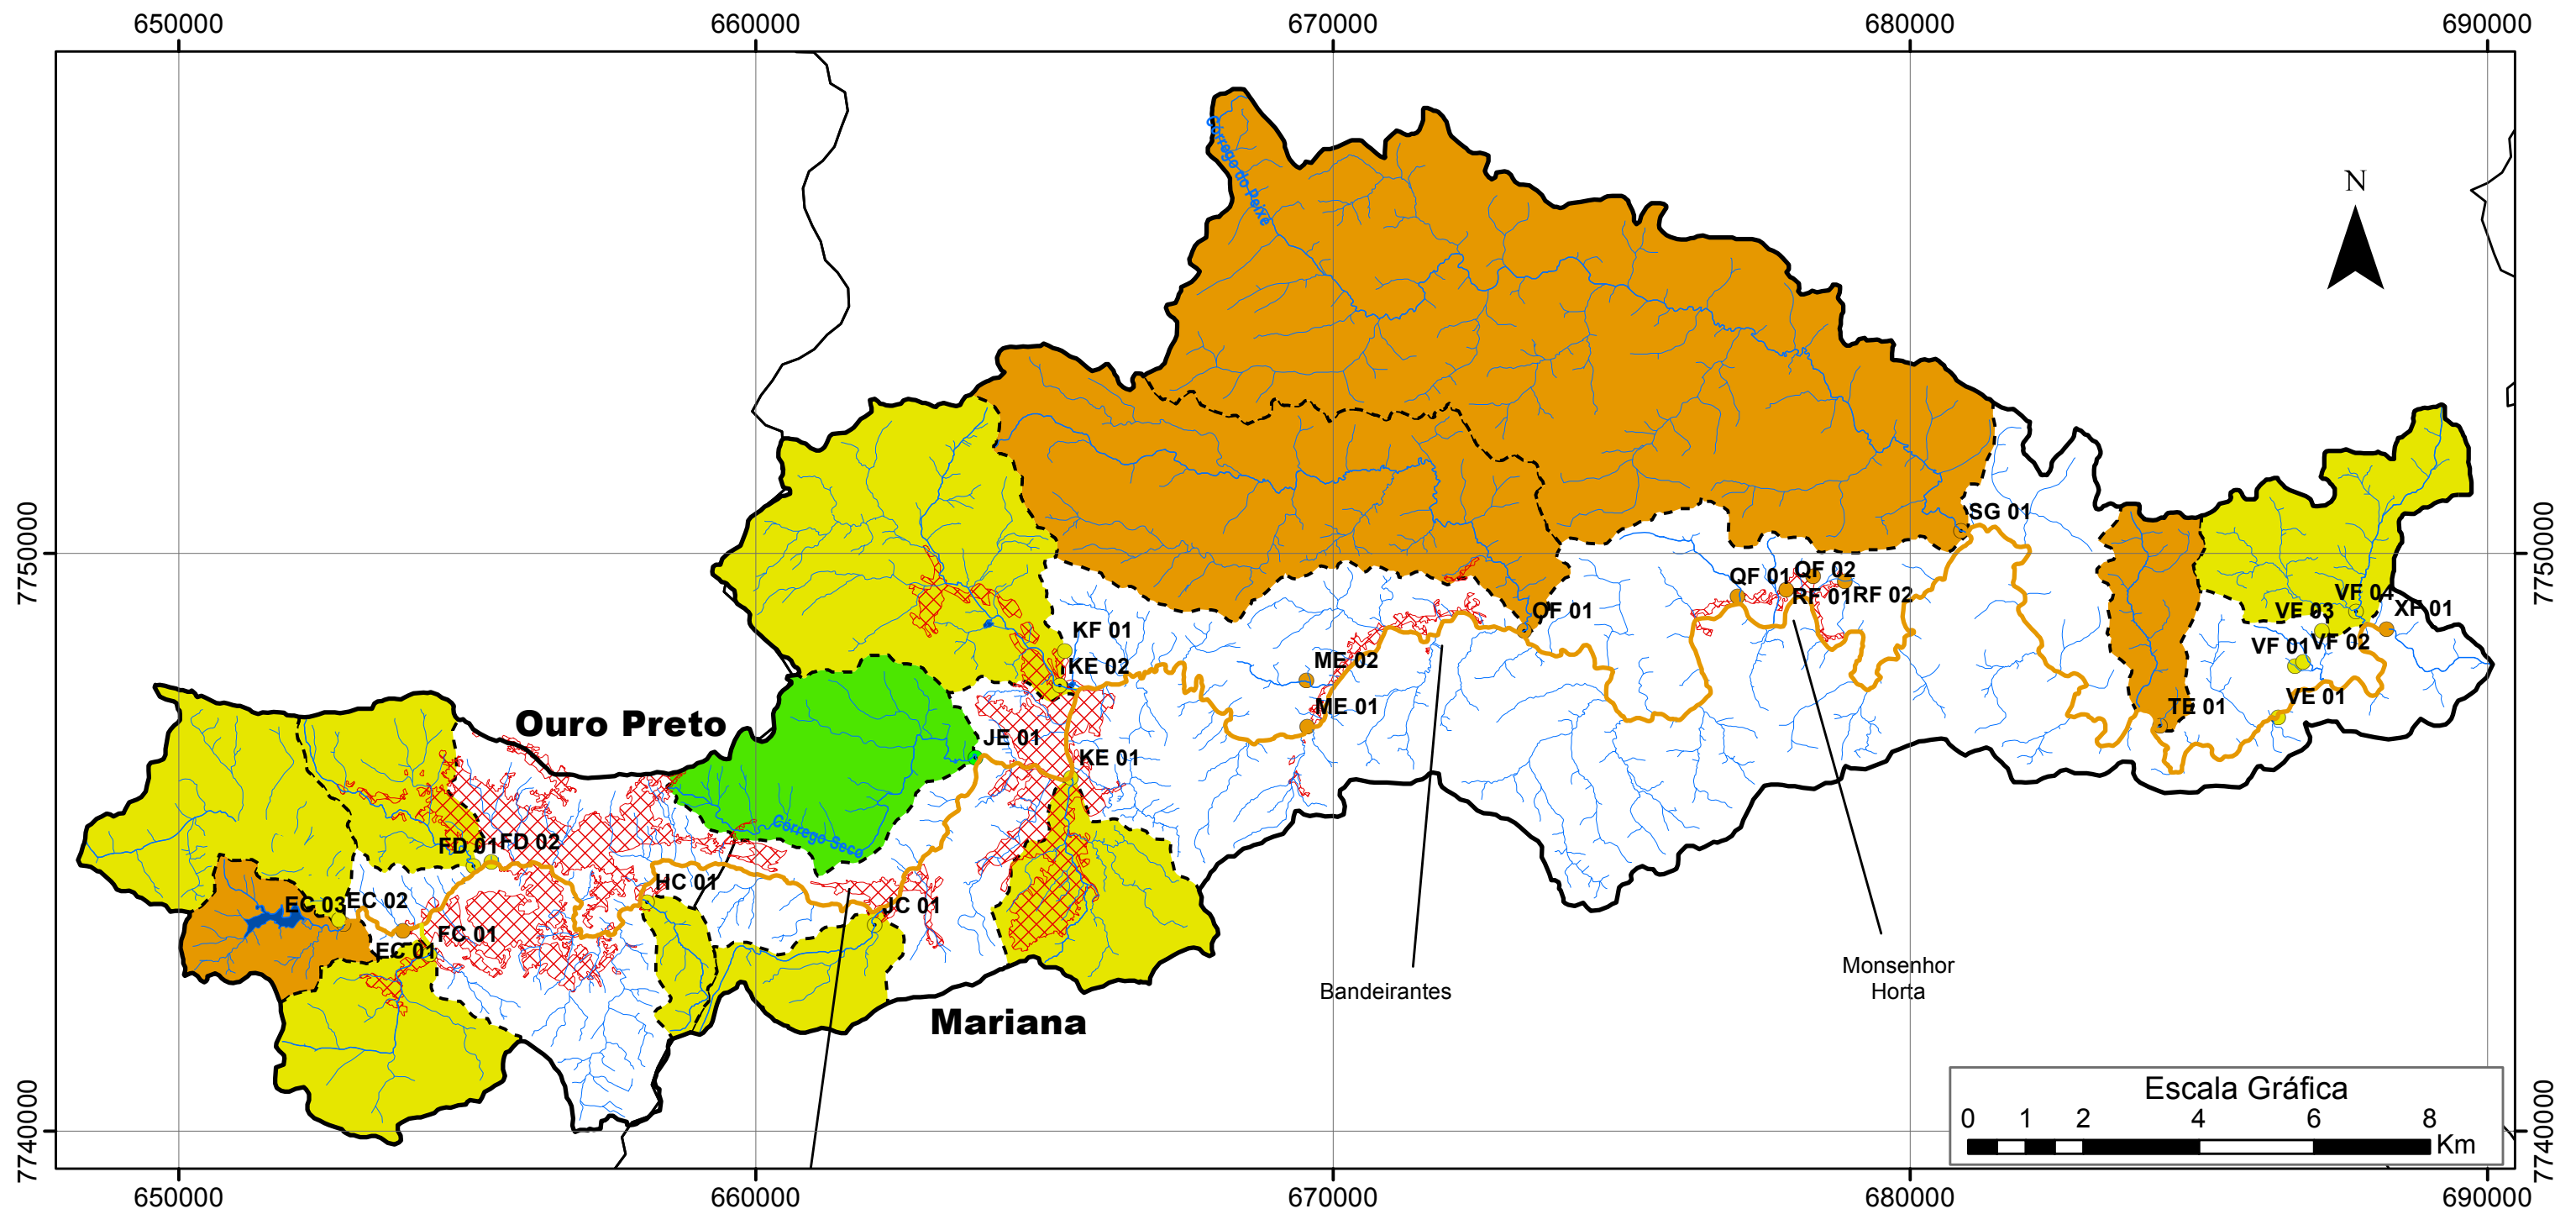 650000
660000
670000
680000
690000
Córrego do Peixe
N
7750000
7750000
SG 01
QF 01
QF 02
RF 01
RF 02
OF 01
VF 04
VE 03
XF 01
VF 01
VF 02
VE 01
TE 01
KF 01
KE 02
ME 02
ME 01
Ouro Preto
JE 01
KE 01
Córrego Seco
FD 01
FD 02
HC 01
EC 03
EC 02
JC 01
FC 01
EC 01
Monsenhor
Horta
Bandeirantes
Mariana
Escala Gráfica
0 1 2 4 6 8
Km
7740000
7740000
650000
660000
670000
680000
690000